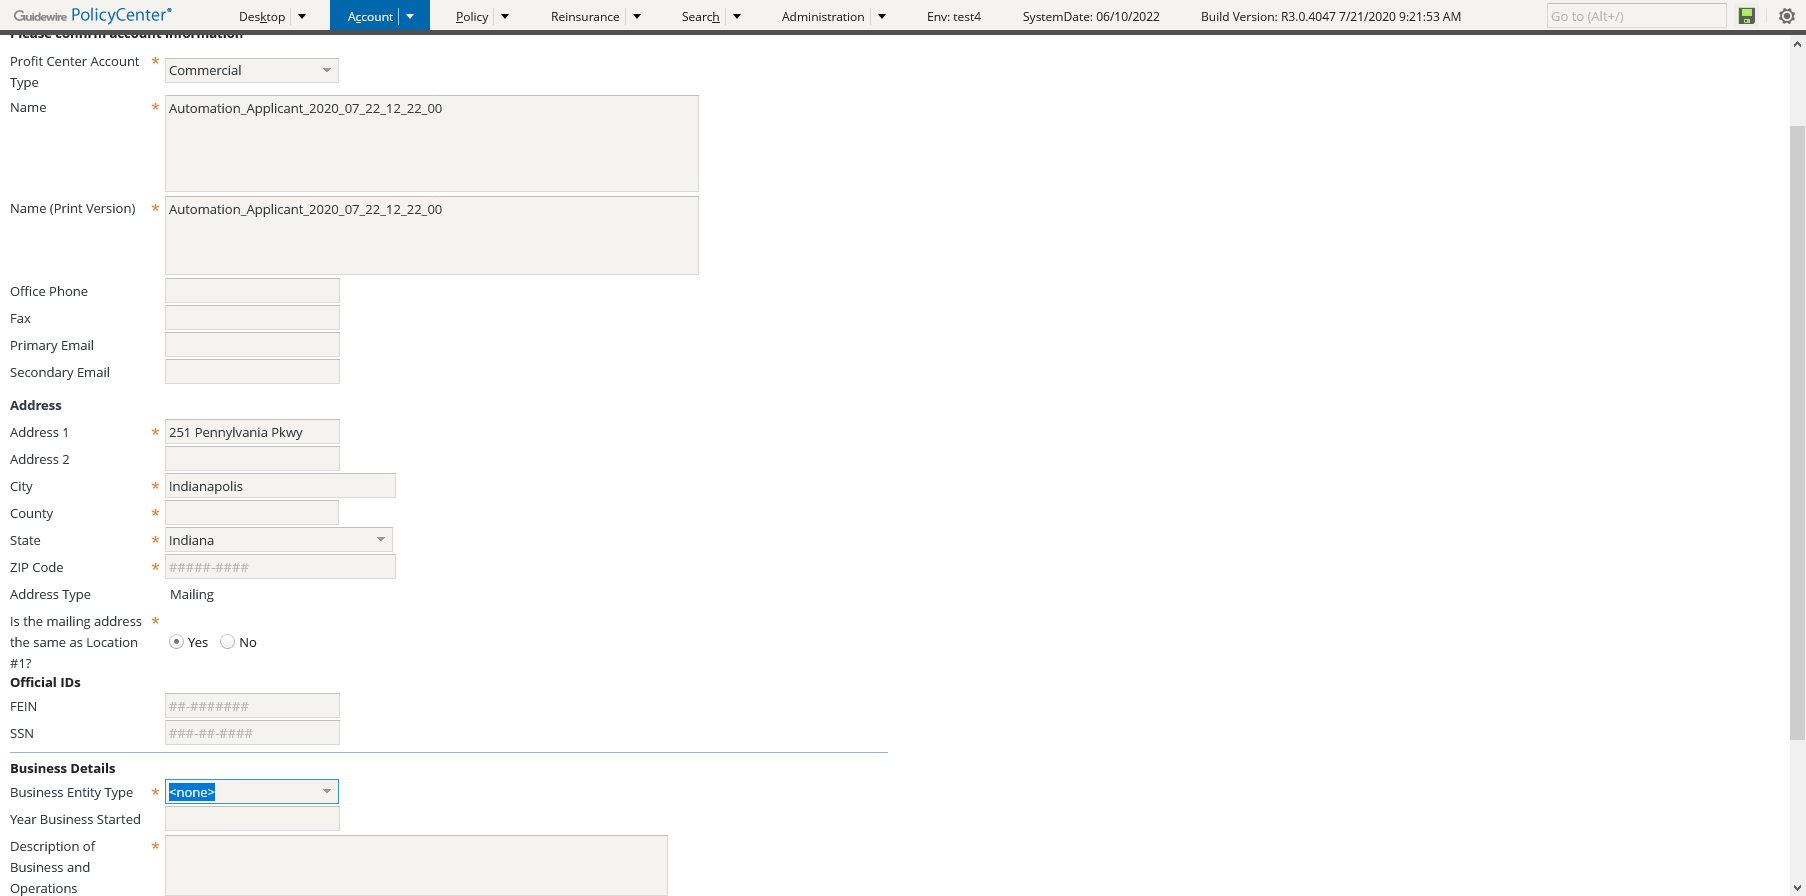 Guidewire PolicyCenter
Desktop Account Policy Reinsurance Search Administration Env: test4 SystemDate: 06/10/2022 Build Version: R3.0.4047 7/21/2020 9:21:53 AM Go to (Alt+/)
Please confirm account information
Profit Center Account Type * Commercial
Name * Automation_Applicant_2020_07_22_12_22_00
Name (Print Version) * Automation_Applicant_2020_07_22_12_22_00
Office Phone
Fax
Primary Email
Secondary Email
Address
Address 1 * 251 Pennylvania Pkwy
Address 2
City * Indianapolis
County *
State * Indiana
ZIP Code * #####-####
Address Type Mailing
Is the mailing address *
the same as Location Yes No
#1?
Official IDs
FEIN ##-#######
SSN ###-##-####
Business Details
Business Entity Type * <none>
Year Business Started
Description of *
Business and
Operations